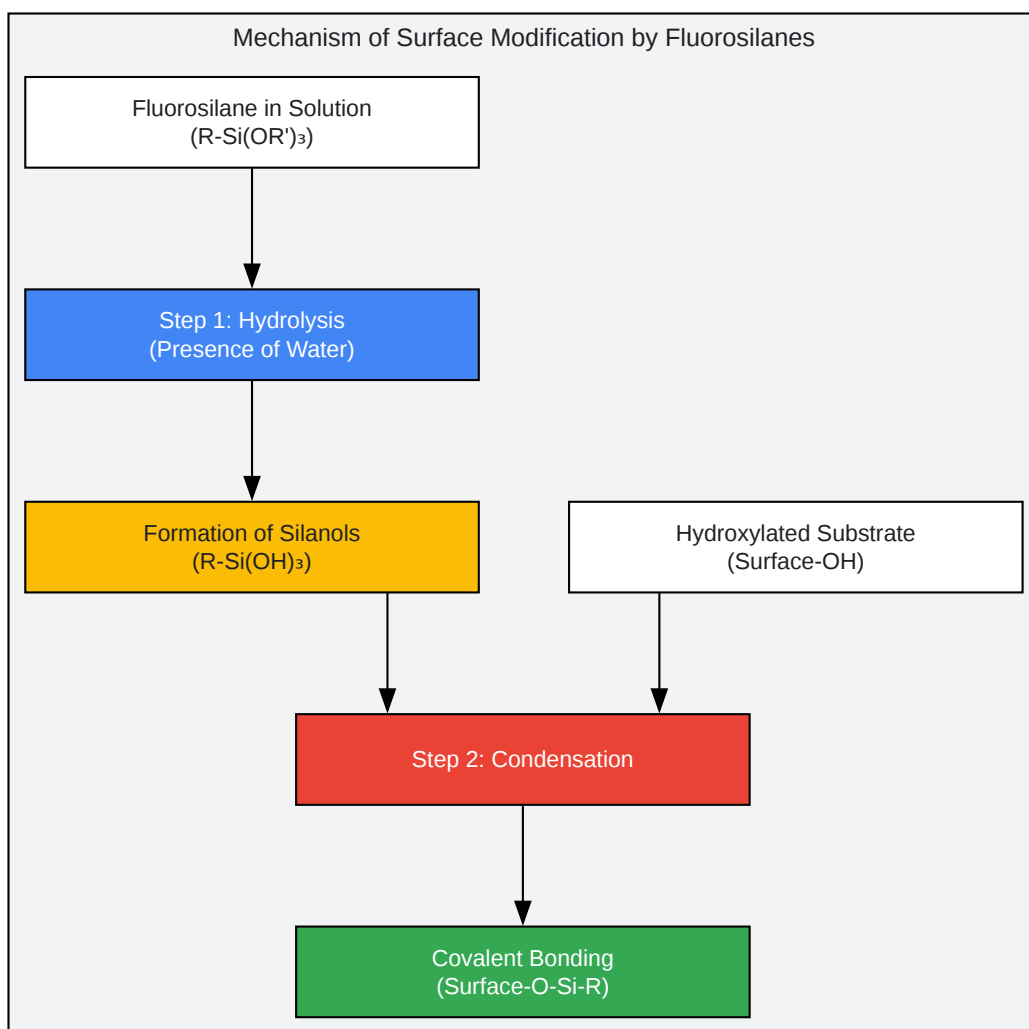 Mechanism of Surface Modification by Fluorosilanes
Fluorosilane in Solution
(R-Si(OR')₃)
Step 1: Hydrolysis
(Presence of Water)
Formation of Silanols
(R-Si(OH)₃)
Hydroxylated Substrate
(Surface-OH)
Step 2: Condensation
Covalent Bonding
(Surface-O-Si-R)